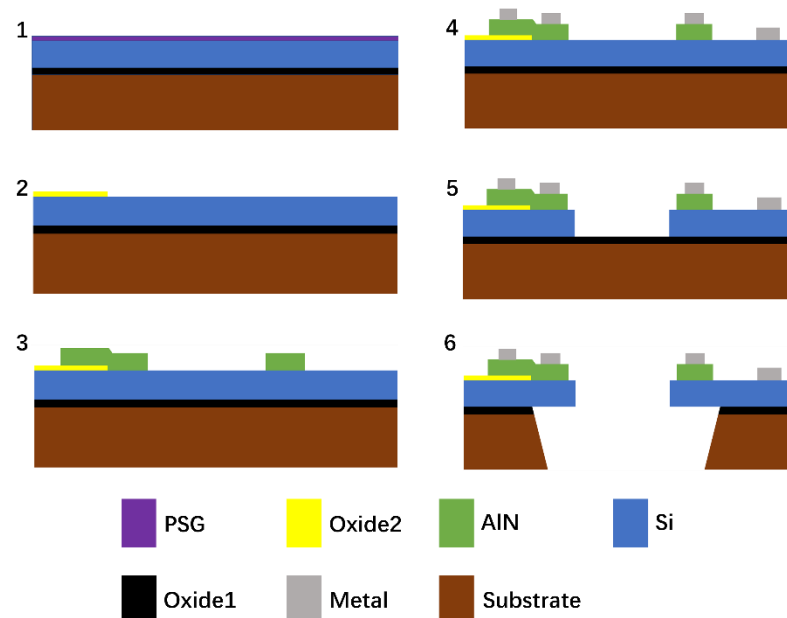 1
2
3
4
5
6
PSG
Oxide2
AlN
Si
Oxide1
Metal
Substrate